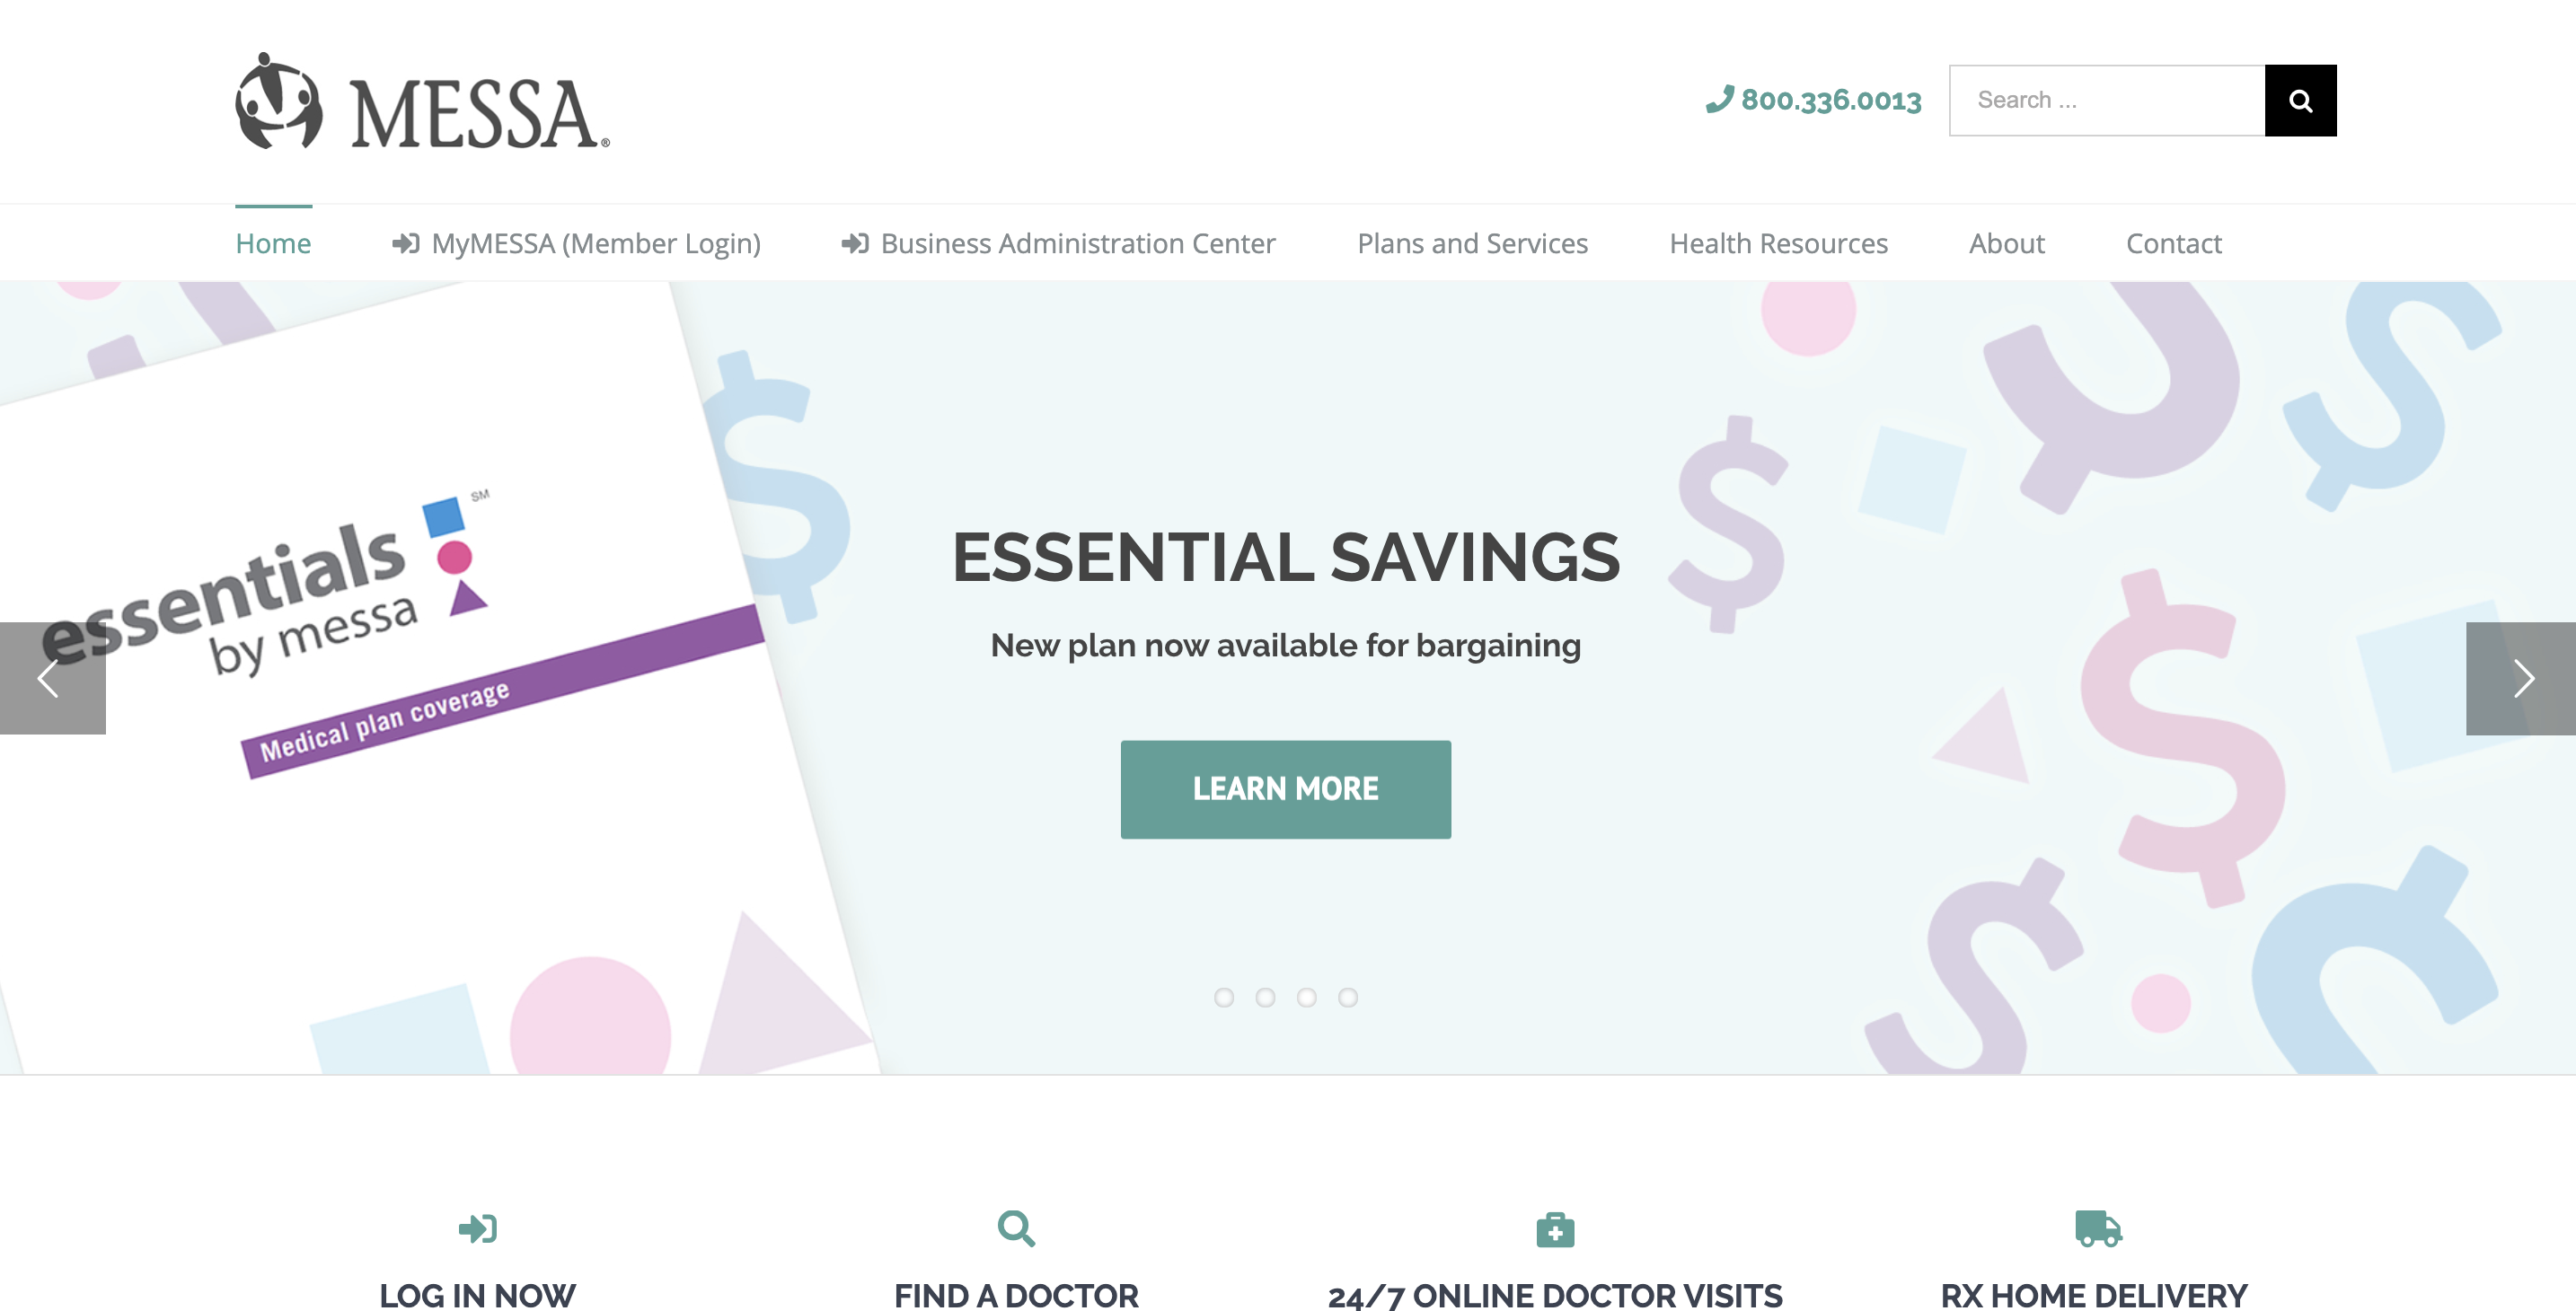 MESSA®
800.336.0013
Search ...
Home
MyMESSA (Member Login)
Business Administration Center
Plans and Services
Health Resources
About
Contact
essentials SM
by messa
Medical plan coverage
ESSENTIAL SAVINGS
New plan now available for bargaining
LEARN MORE
LOG IN NOW
FIND A DOCTOR
24/7 ONLINE DOCTOR VISITS
RX HOME DELIVERY